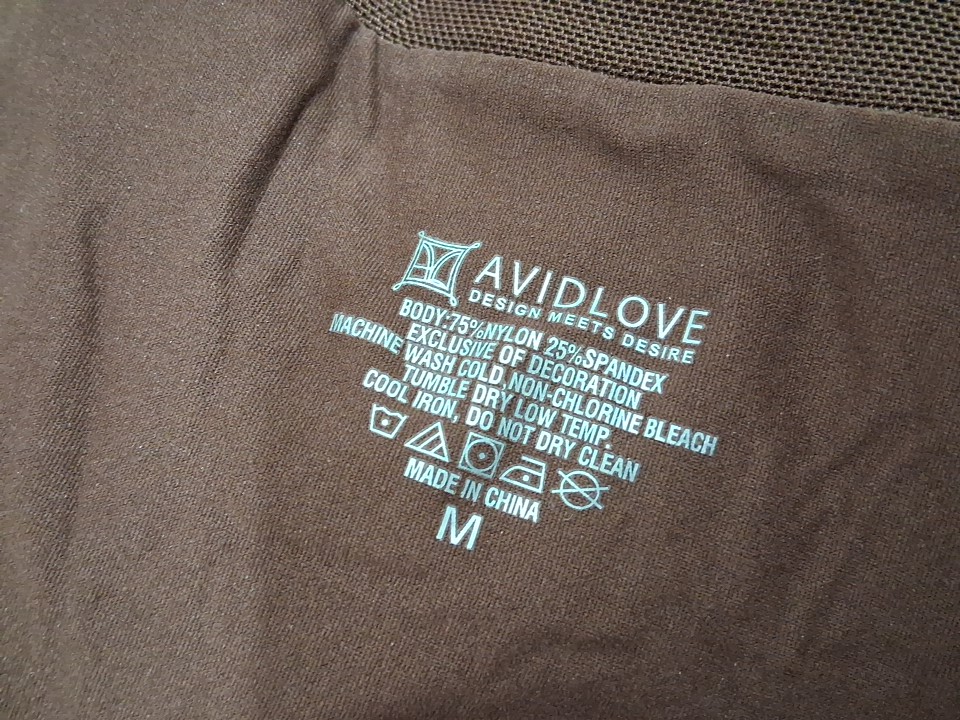 AVIDLOVE
DESIGN MEETS DESIRE
BODY:75%NYLON 25%SPANDEX
EXCLUSIVE OF DECORATION
MACHINE WASH COLD, NON-CHLORINE BLEACH
TUMBLE DRY LOW TEMP.
COOL IRON, DO NOT DRY CLEAN
MADE IN CHINA
M